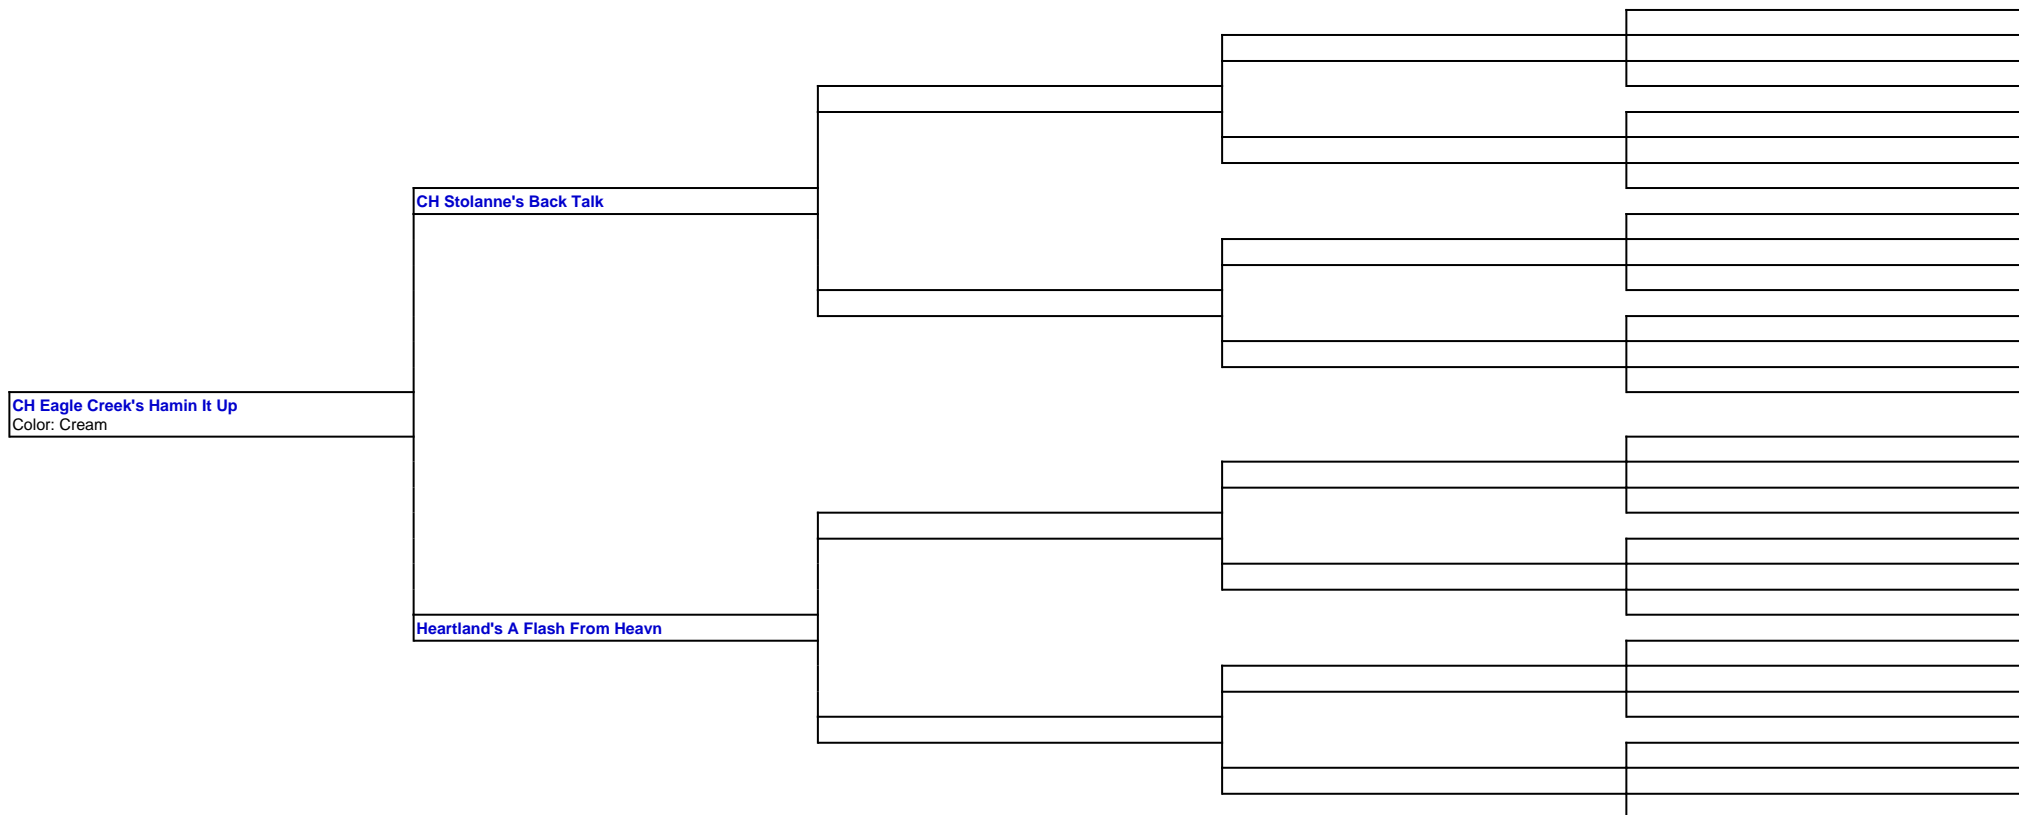 CH Stolanne's Back Talk
CH Eagle Creek's Hamin It Up
Color: Cream
Heartland's A Flash From Heavn